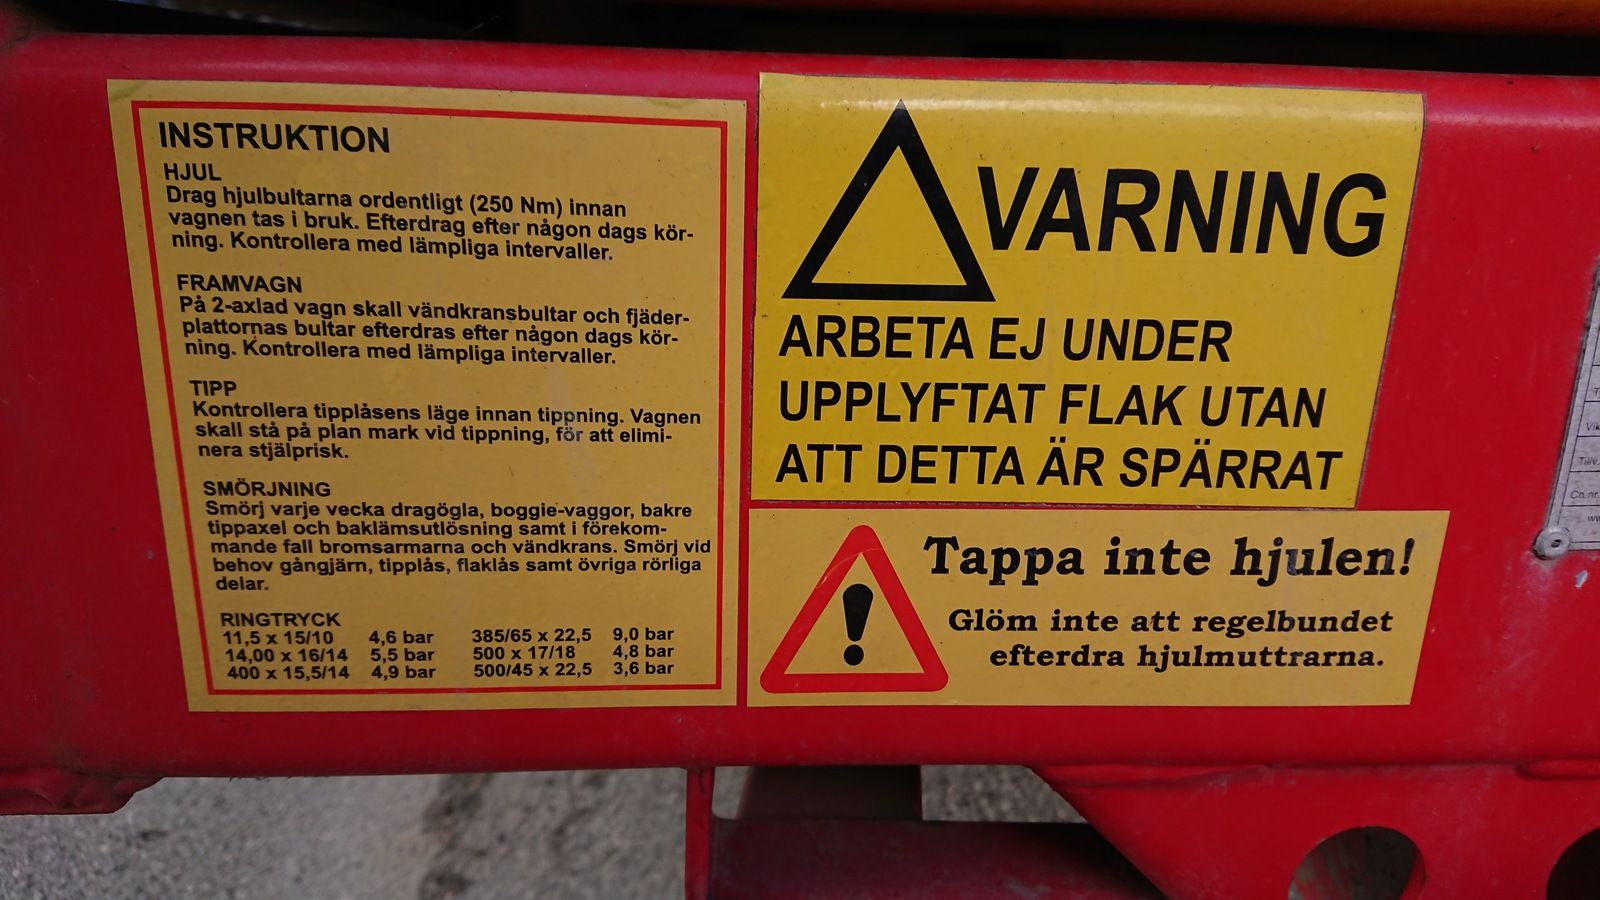 INSTRUKTION
HJUL
Drag hjulbultarna ordentligt (250 Nm) innan
vagnen tas i bruk. Efterdrag efter någon dags kör-
ning. Kontrollera med lämpliga intervaller.
FRAMVAGN
På 2-axlad vagn skall vändkransbultar och fjäder-
plattornas bultar efterdras efter någon dags kör-
ning. Kontrollera med lämpliga intervaller.
TIPP
Kontrollera tipplåsens läge innan tippning. Vagnen
skall stå på plan mark vid tippning, för att elimi-
nera stjälprisk.
SMÖRJNING
Smörj varje vecka dragögla, boggie-vaggor, bakre
tippaxel och baklämsutlösning samt i förekom-
mande fall bromsarmarna och vändkrans. Smörj vid
behov gångjärn, tipplås, flaklås samt övriga rörliga
delar.
RINGTRYCK
11,5 x 15/10 4,6 bar 385/65 x 22,5 9,0 bar
14,00 x 16/14 5,5 bar 500 x 17/18 4,8 bar
400 x 15,5/14 4,9 bar 500/45 x 22,5 3,6 bar
VARNING
ARBETA EJ UNDER
UPPLYFTAT FLAK UTAN
ATT DETTA ÄR SPÄRRAT
Tappa inte hjulen!
Glöm inte att regelbundet
efterdra hjulmuttrarna.
Cn.nr.